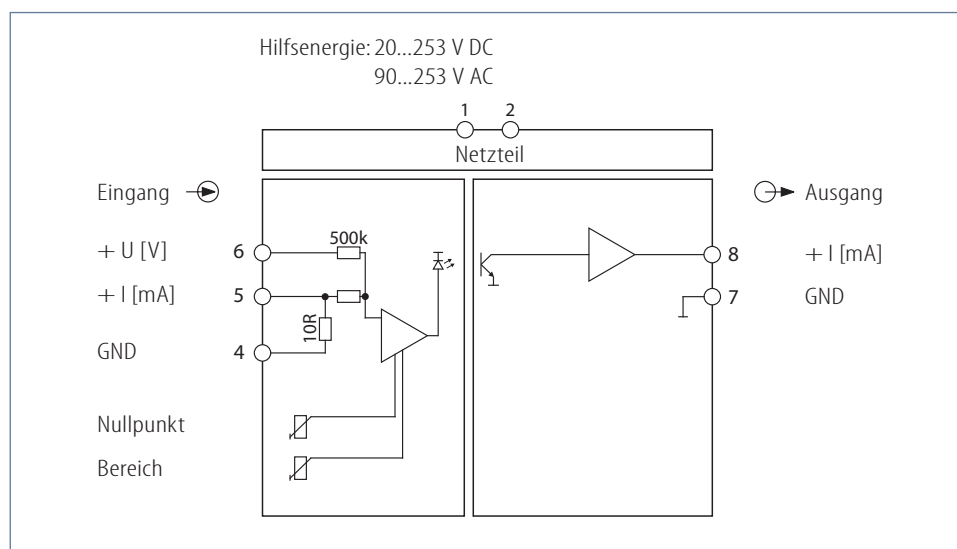 Hilfsenergie: 20...253 V DC
90...253 V AC
1 2
Netzteil
Eingang
Ausgang
+ U [V] 6 500k
8 + I [mA]
+ I [mA] 5
7 GND
10R
GND 4
Nullpunkt
Bereich